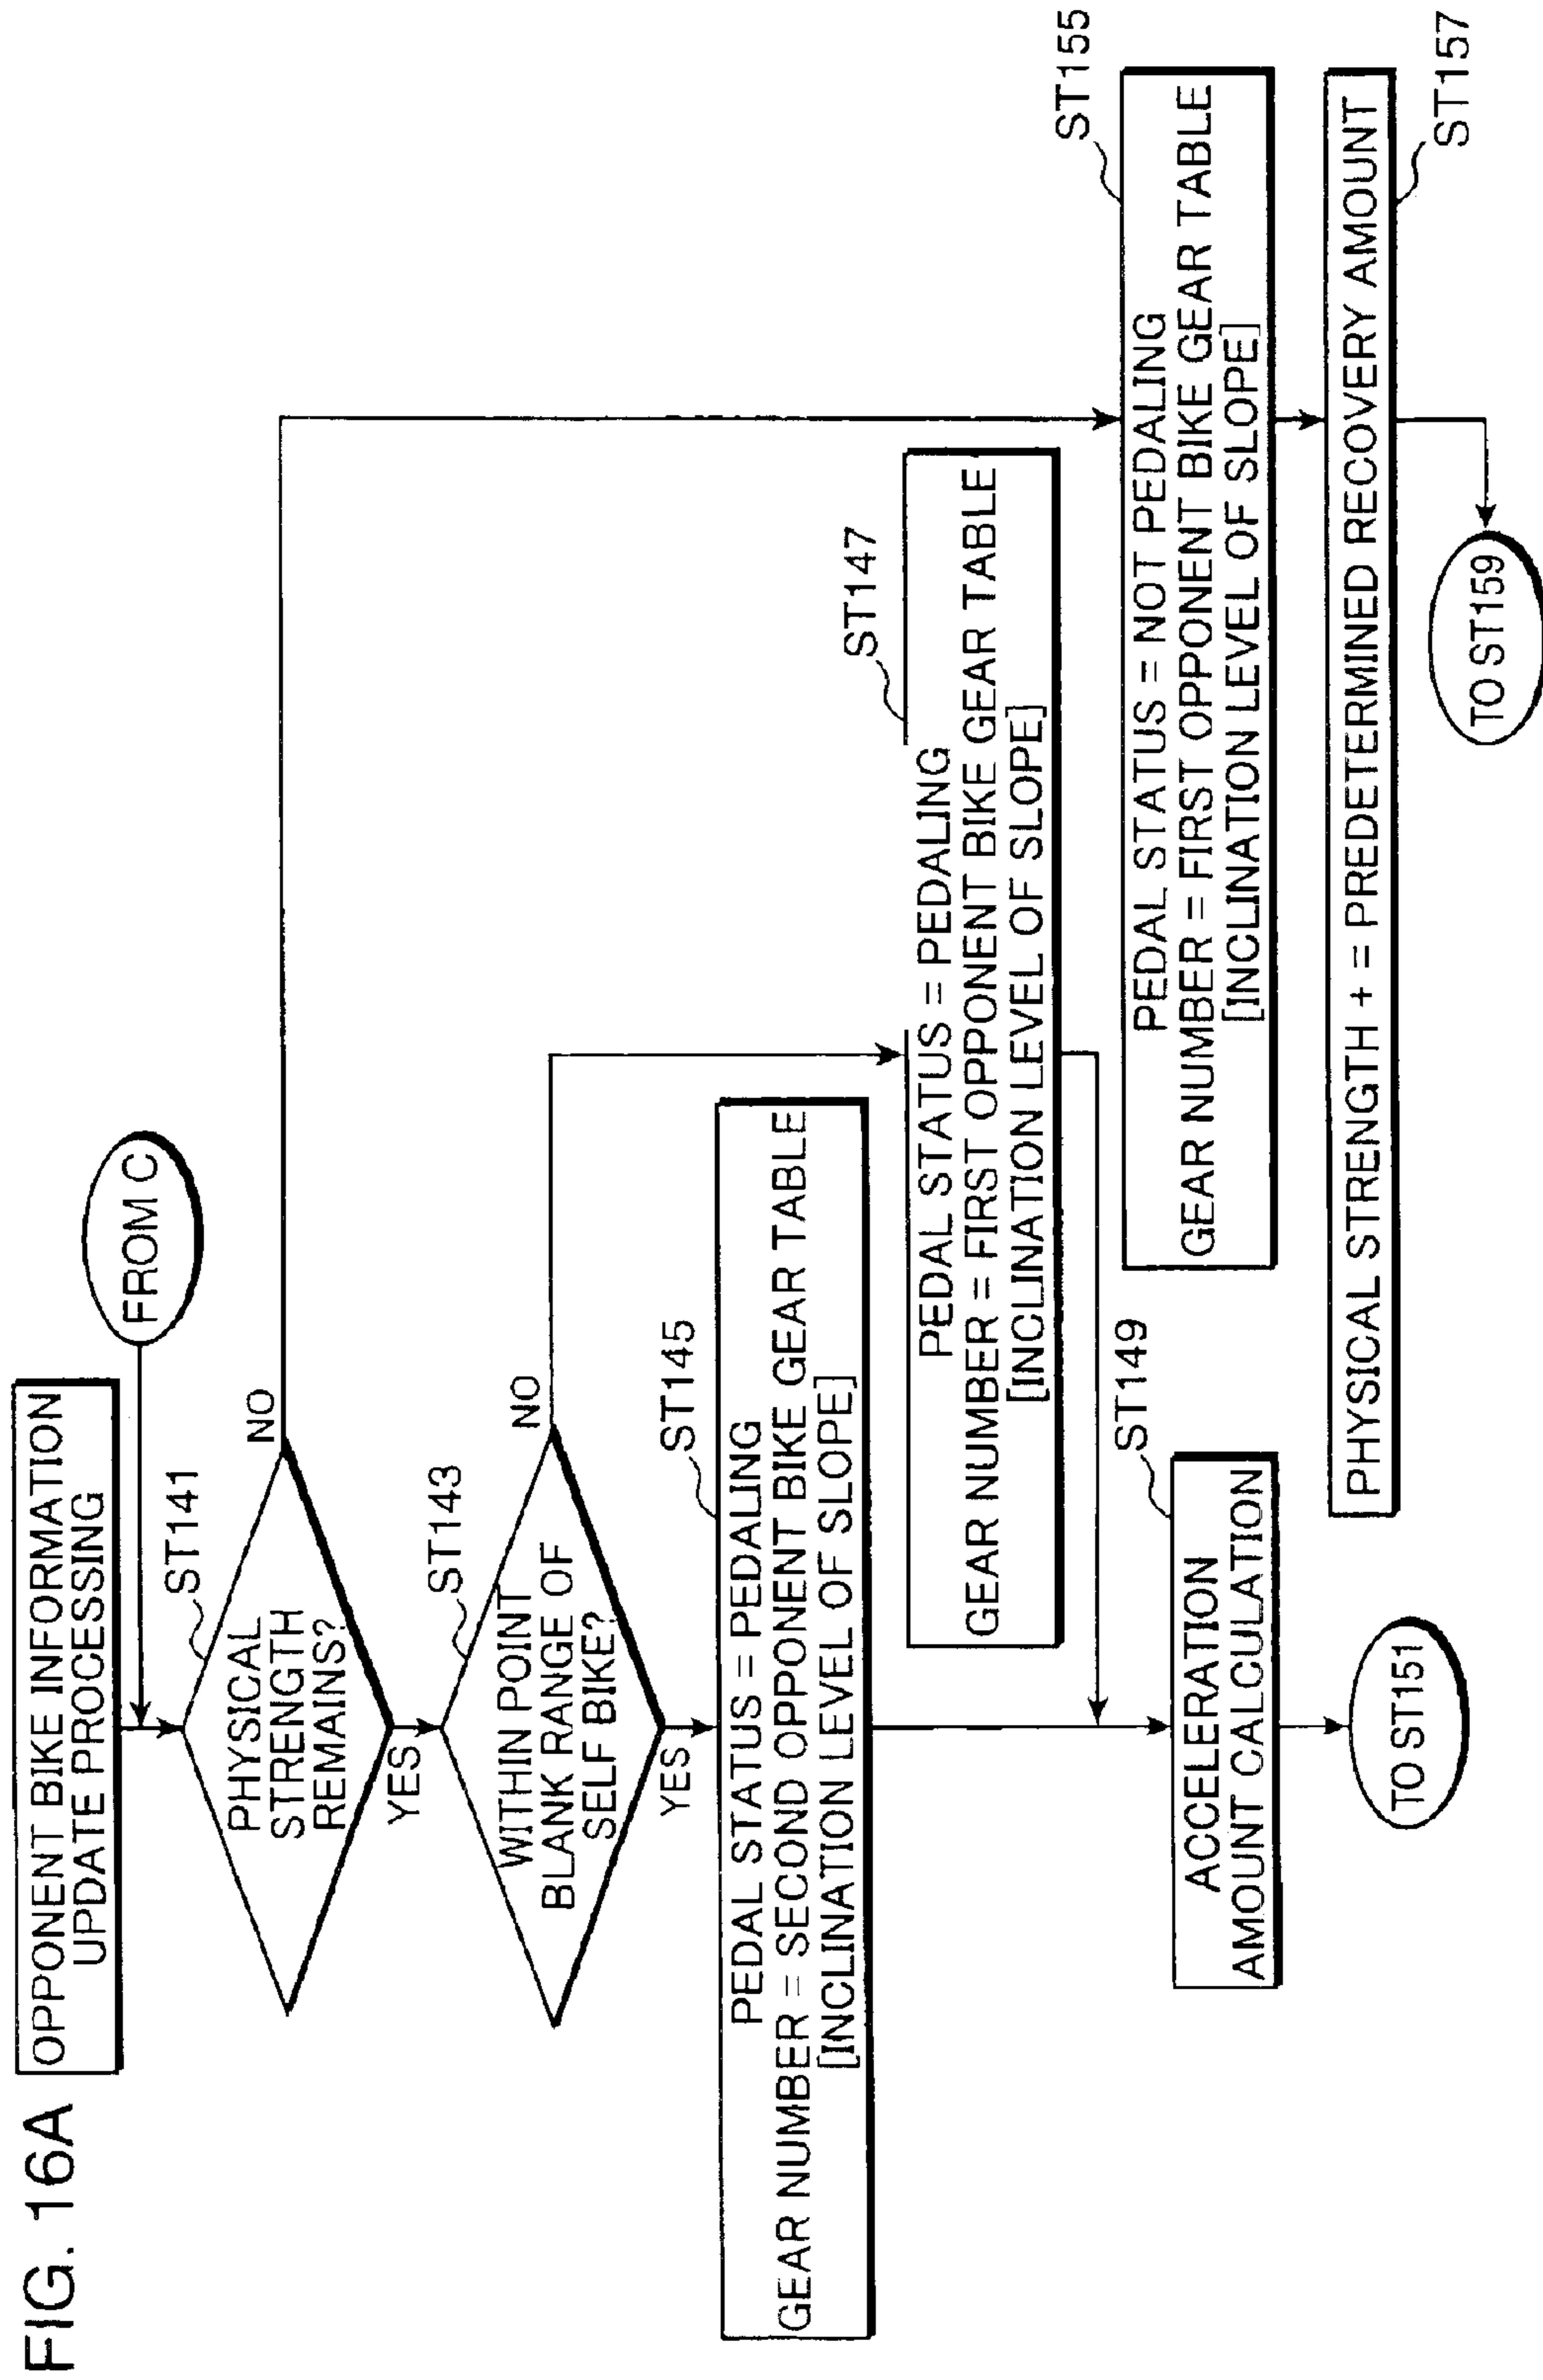 FIG. 16A
OPPONENT BIKE INFORMATION
UPDATE PROCESSING
FROM C
ST141
PHYSICAL
STRENGTH
REMAINS?
NO
YES
ST143
WITHIN POINT
BLANK RANGE OF
SELF BIKE?
NO
YES
ST145
PEDAL STATUS = PEDALING
GEAR NUMBER = SECOND OPPONENT BIKE GEAR TABLE
[INCLINATION LEVEL OF SLOPE]
ST147
PEDAL STATUS = PEDALING
GEAR NUMBER = FIRST OPPONENT BIKE GEAR TABLE
[INCLINATION LEVEL OF SLOPE]
ST149
ACCELERATION
AMOUNT CALCULATION
TO ST151
ST155
PEDAL STATUS = NOT PEDALING
GEAR NUMBER = FIRST OPPONENT BIKE GEAR TABLE
[INCLINATION LEVEL OF SLOPE]
PHYSICAL STRENGTH + = PREDETERMINED RECOVERY AMOUNT
ST157
TO ST159